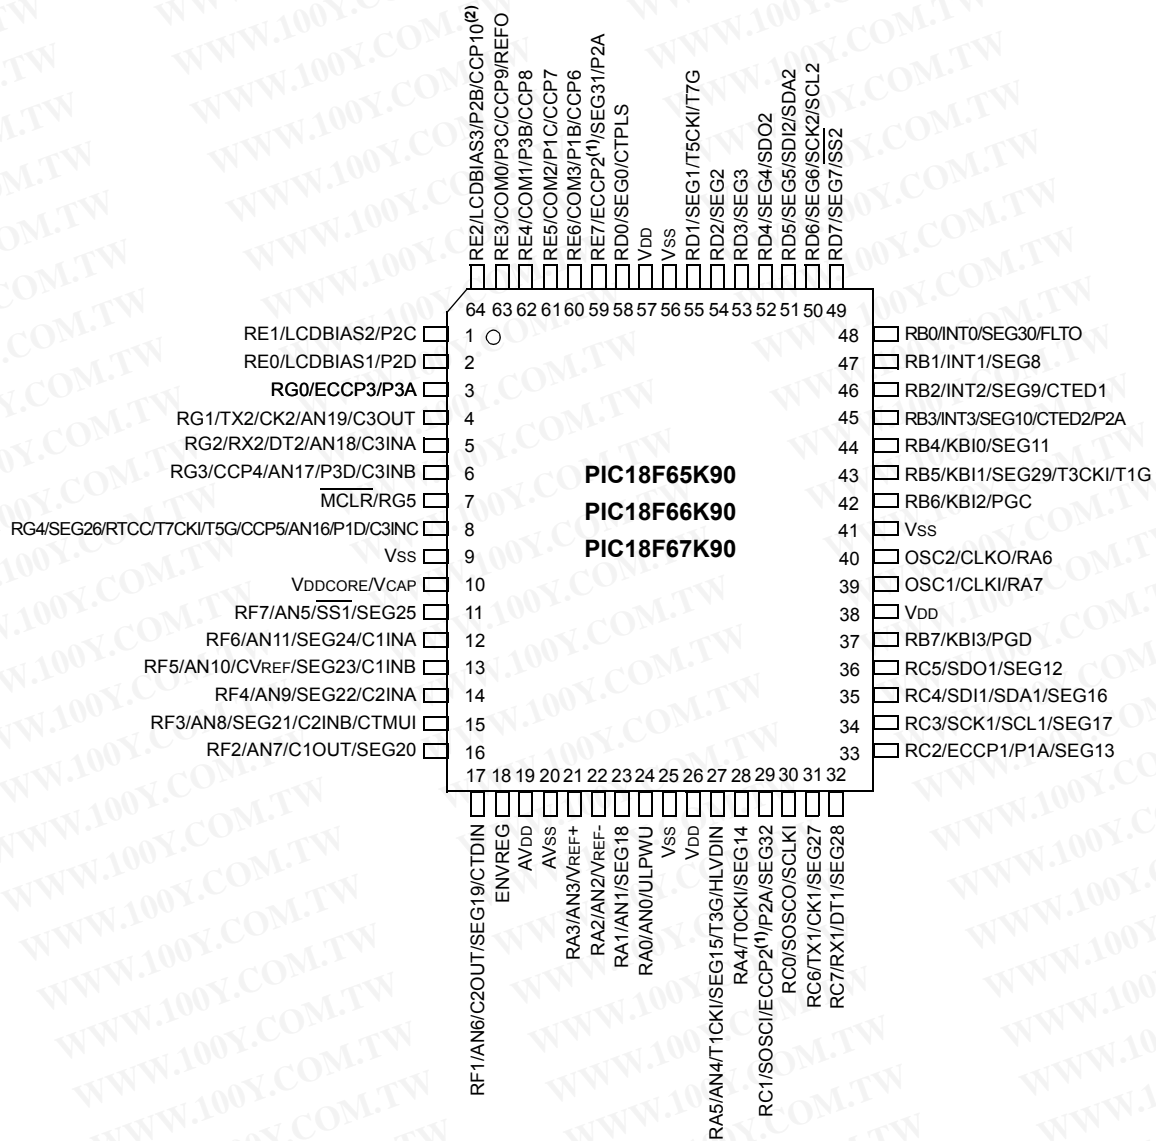 RE2/LCDBIAS3/P2B/CCP10(2)
RE3/COM0/P3C/CCP9/REFO
RE4/COM1/P3B/CCP8
RE5/COM2/P1C/CCP7
RE6/COM3/P1B/CCP6
RE7/ECCP2(1)/SEG31/P2A
RD0/SEG0/CTPLS
VDD
VSS
RD1/SEG1/T5CKI/T7G
RD2/SEG2
RD3/SEG3
RD4/SEG4/SDO2
RD5/SEG5/SDI2/SDA2
RD6/SEG6/SCK2/SCL2
RD7/SEG7/SS2
64 63 62 61 60 59 58 57 56 55 54 53 52 51 50 49
RE1/LCDBIAS2/P2C 1
RE0/LCDBIAS1/P2D 2
RG0/ECCP3/P3A 3
RG1/TX2/CK2/AN19/C3OUT 4
RG2/RX2/DT2/AN18/C3INA 5
RG3/CCP4/AN17/P3D/C3INB 6
MCLR/RG5 7
RG4/SEG26/RTCC/T7CKI/T5G/CCP5/AN16/P1D/C3INC 8
VSS 9
VDDCORE/VCAP 10
RF7/AN5/SS1/SEG25 11
RF6/AN11/SEG24/C1INA 12
RF5/AN10/CVREF/SEG23/C1INB 13
RF4/AN9/SEG22/C2INA 14
RF3/AN8/SEG21/C2INB/CTMUI 15
RF2/AN7/C1OUT/SEG20 16
PIC18F65K90
PIC18F66K90
PIC18F67K90
48 RB0/INT0/SEG30/FLTO
47 RB1/INT1/SEG8
46 RB2/INT2/SEG9/CTED1
45 RB3/INT3/SEG10/CTED2/P2A
44 RB4/KBI0/SEG11
43 RB5/KBI1/SEG29/T3CKI/T1G
42 RB6/KBI2/PGC
41 VSS
40 OSC2/CLKO/RA6
39 OSC1/CLKI/RA7
38 VDD
37 RB7/KBI3/PGD
36 RC5/SDO1/SEG12
35 RC4/SDI1/SDA1/SEG16
34 RC3/SCK1/SCL1/SEG17
33 RC2/ECCP1/P1A/SEG13
17 18 19 20 21 22 23 24 25 26 27 28 29 30 31 32
RF1/AN6/C2OUT/SEG19/CTDIN
ENVREG
AVDD
AVSS
RA3/AN3/VREF+
RA2/AN2/VREF-
RA1/AN1/SEG18
RA0/AN0/ULPWU
VSS
VDD
RA5/AN4/T1CKI/SEG15/T3G/HLVDIN
RA4/T0CKI/SEG14
RC1/SOSCI/ECCP2(1)/P2A/SEG32
RC0/SOSCO/SCLKI
RC6/TX1/CK1/SEG27
RC7/RX1/DT1/SEG28
WWW.100Y.COM.TW